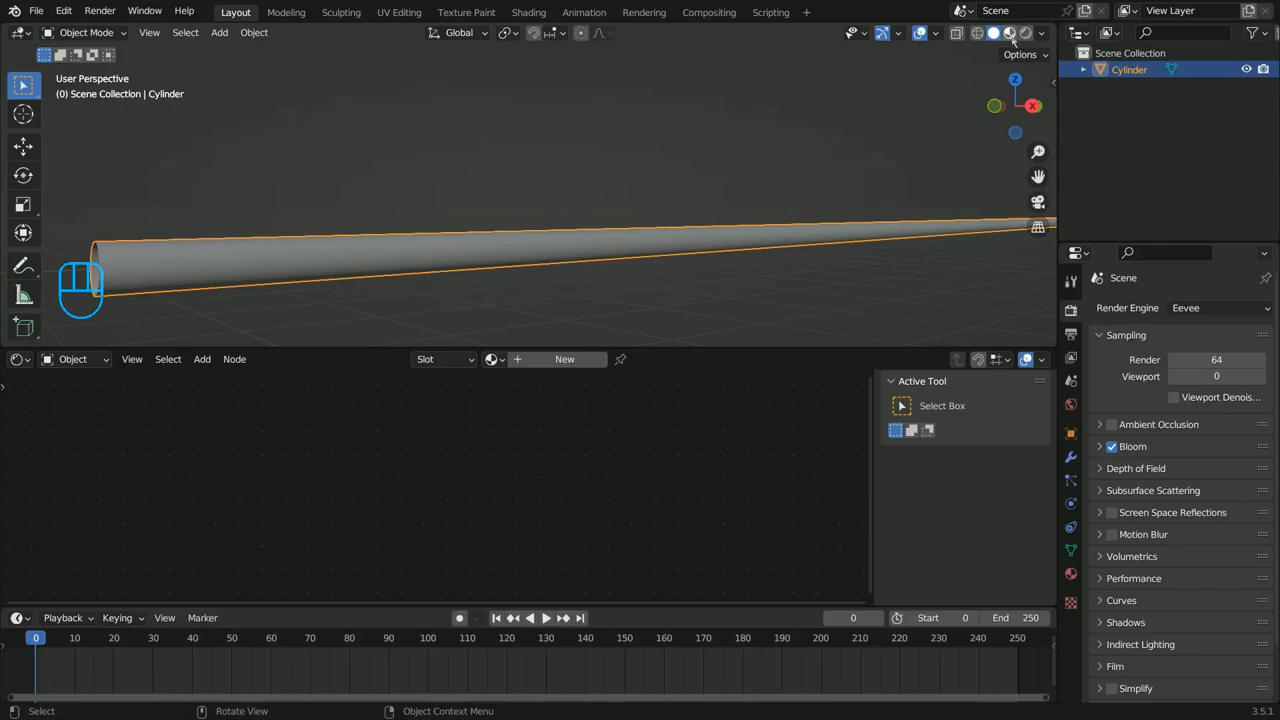 File Edit Render Window Help Layout Modeling Sculpting UV Editing Texture Paint Shading Animation Rendering Compositing Scripting + Scene View Layer
Object Mode View Select Add Object Global
Options
User Perspective
(0) Scene Collection | Cylinder
Z
X
Scene Collection
Cylinder
Scene
Render Engine Eevee
Sampling
Render 64
Viewport 0
Viewport Denois...
Ambient Occlusion
Bloom
Depth of Field
Subsurface Scattering
Screen Space Reflections
Motion Blur
Volumetrics
Performance
Curves
Shadows
Indirect Lighting
Film
Simplify
Object View Select Add Node Slot New
Active Tool
Select Box
Playback Keying View Marker 0 Start 0 End 250
0 10 20 30 40 50 60 70 80 90 100 110 120 130 140 150 160 170 180 190 200 210 220 230 240 250
Select Rotate View Object Context Menu 3.5.1